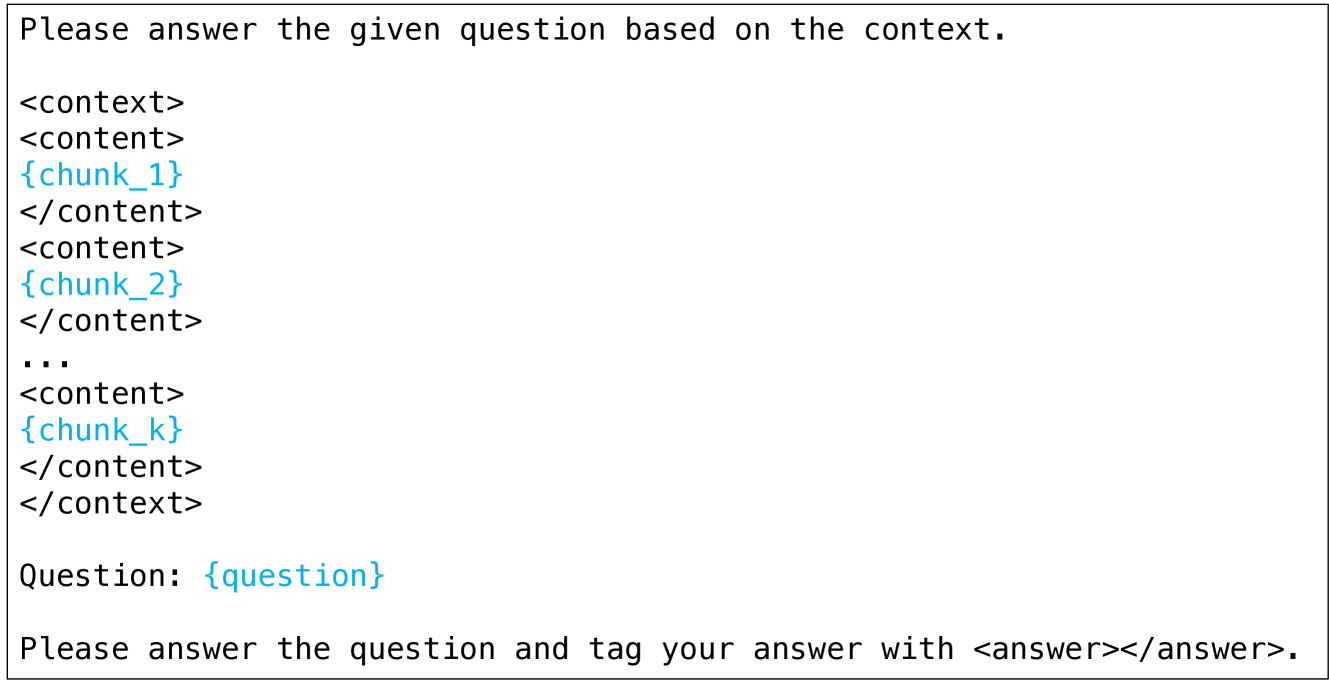 Please answer the given question based on the context.
<context>
<content>
{chunk_1}
</content>
<content>
{chunk_2}
</content>
...
<content>
{chunk_k}
</content>
</context>
Question: {question}
Please answer the question and tag your answer with <answer></answer>.